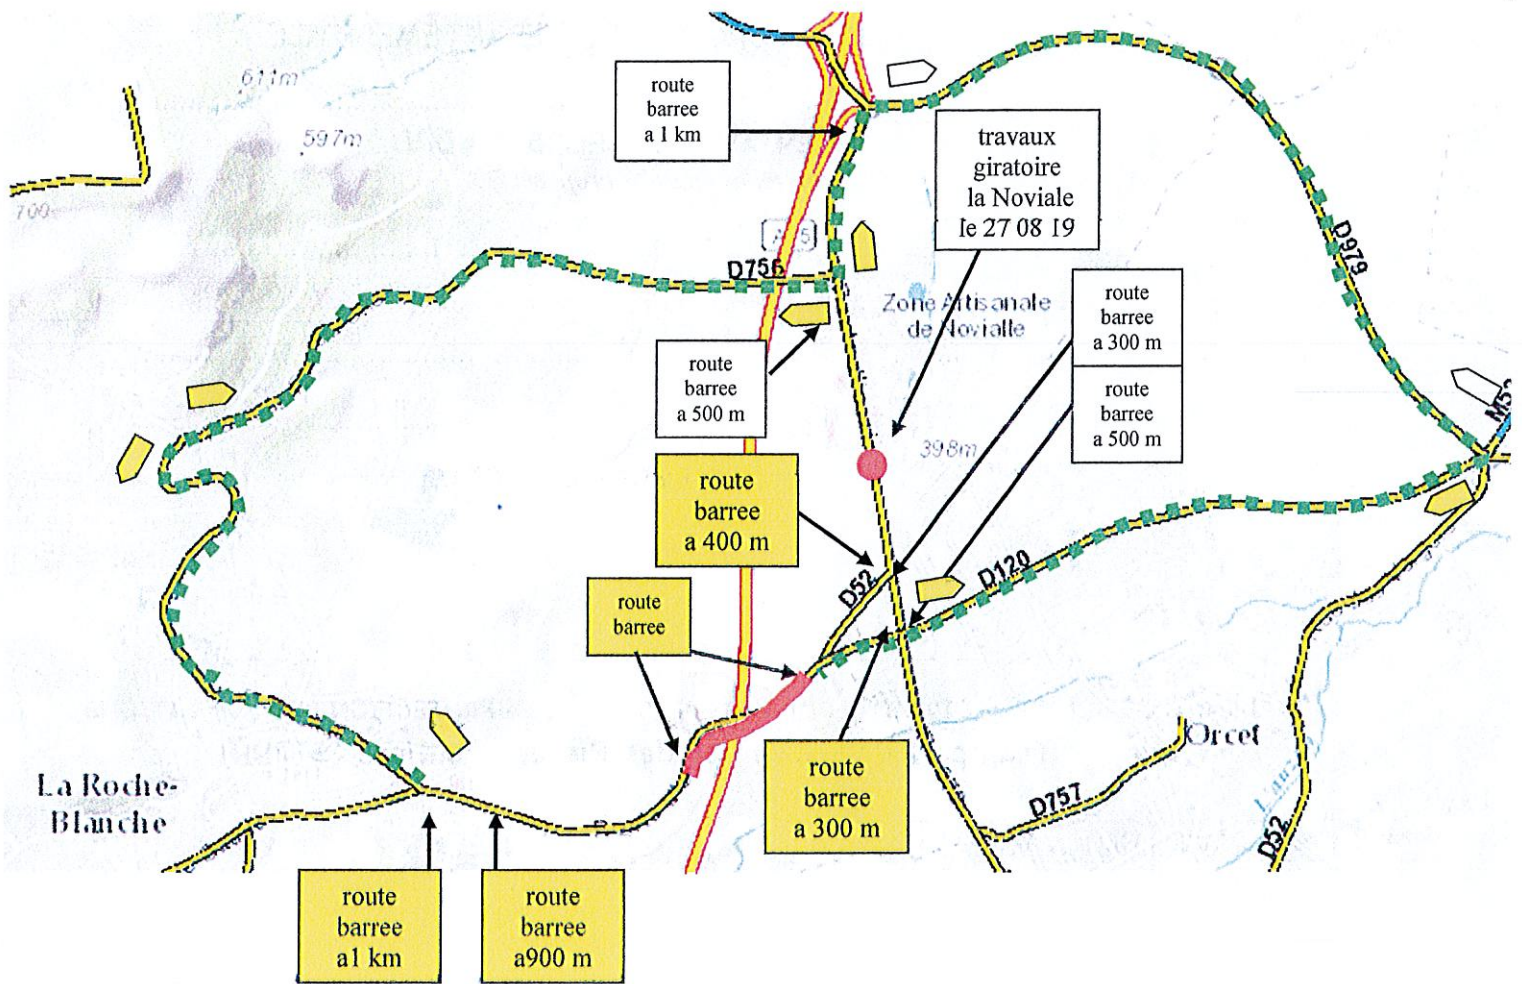 611m
597m
700
route
barree
a 1 km
travaux
giratoire
la Noviale
le 27 08 19
D756
D979
Zone Artisanale
de Novialle
route
barree
a 300 m
route
barree
a 500 m
route
barree
a 500 m
398m
route
barree
a 400 m
D52
D120
route
barree
route
barree
a 300 m
Orcet
D757
D52
La Roche-
Blanche
route
barree
a1 km
route
barree
a900 m